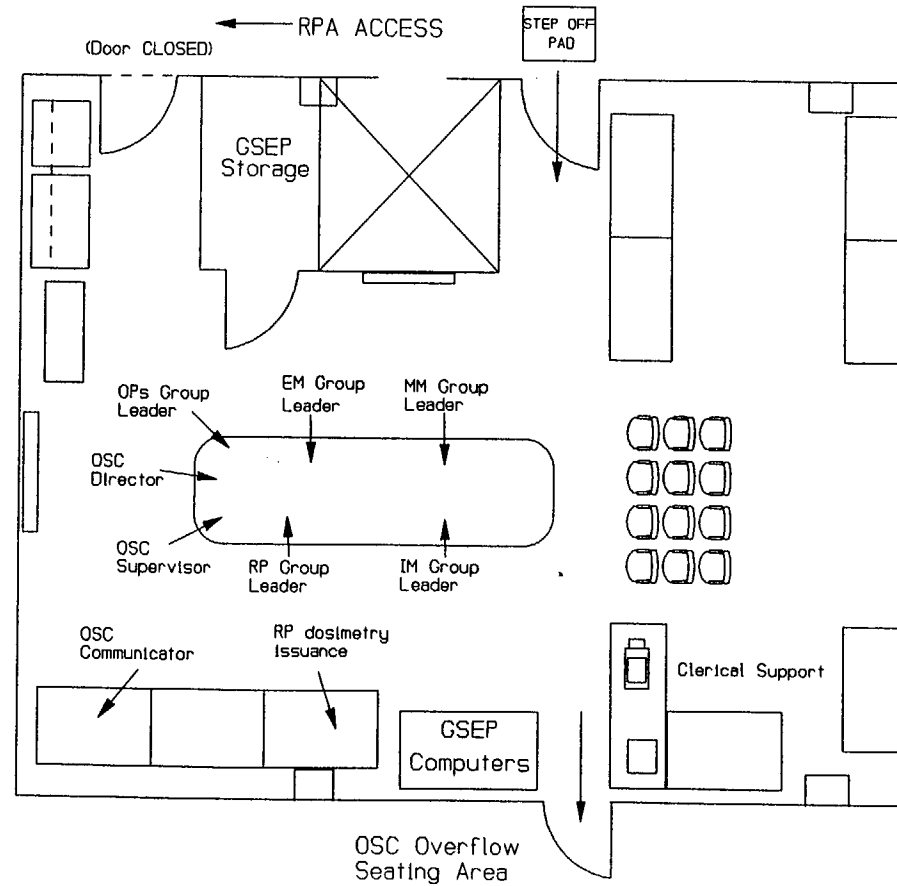 RPA ACCESS
STEP OFF
PAD
(Door CLOSED)
GSEP
Storage
OPs Group
Leader
EM Group
Leader
MM Group
Leader
OSC
Director
OSC
Supervisor
RP Group
Leader
IM Group
Leader
OSC
Communicator
RP dosimetry
issuance
Clerical Support
GSEP
Computers
OSC Overflow
Seating Area